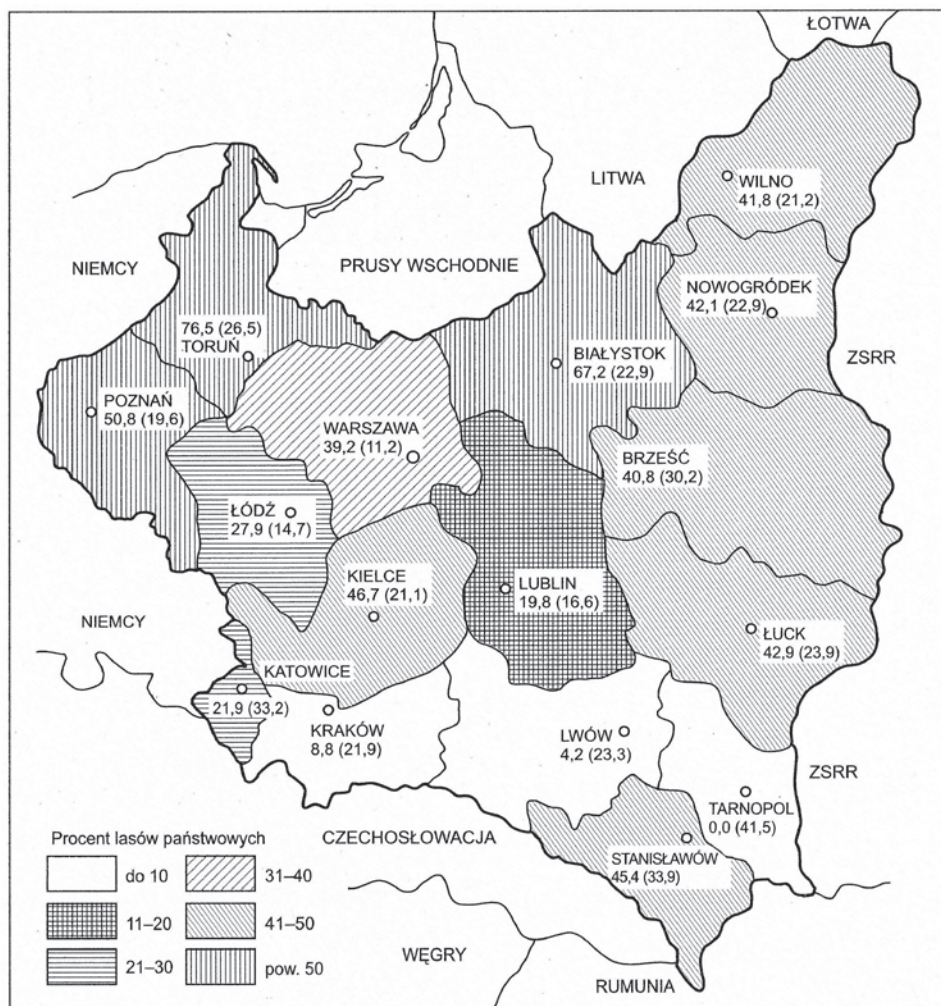 ŁOTWA
LITWA
WILNO
41,8 (21,2)
NIEMCY
PRUSY WSCHODNIE
NOWOGRÓDEK
42,1 (22,9)
76,5 (26,5)
TORUŃ
BIAŁYSTOK
67,2 (22,9)
ZSRR
POZNAŃ
50,8 (19,6)
WARSZAWA
39,2 (11,2)
BRZEŚĆ
40,8 (30,2)
ŁÓDŹ
27,9 (14,7)
KIELCE
46,7 (21,1)
LUBLIN
19,8 (16,6)
NIEMCY
ŁUCK
42,9 (23,9)
KATOWICE
21,9 (33,2)
KRAKÓW
8,8 (21,9)
LWÓW
4,2 (23,3)
ZSRR
TARNOPOL
0,0 (41,5)
CZECHOSŁOWACJA
STANISŁAWÓW
45,4 (33,9)
Procent lasów państwowych
do 10
31–40
11–20
41–50
21–30
pow. 50
WĘGRY
RUMUNIA